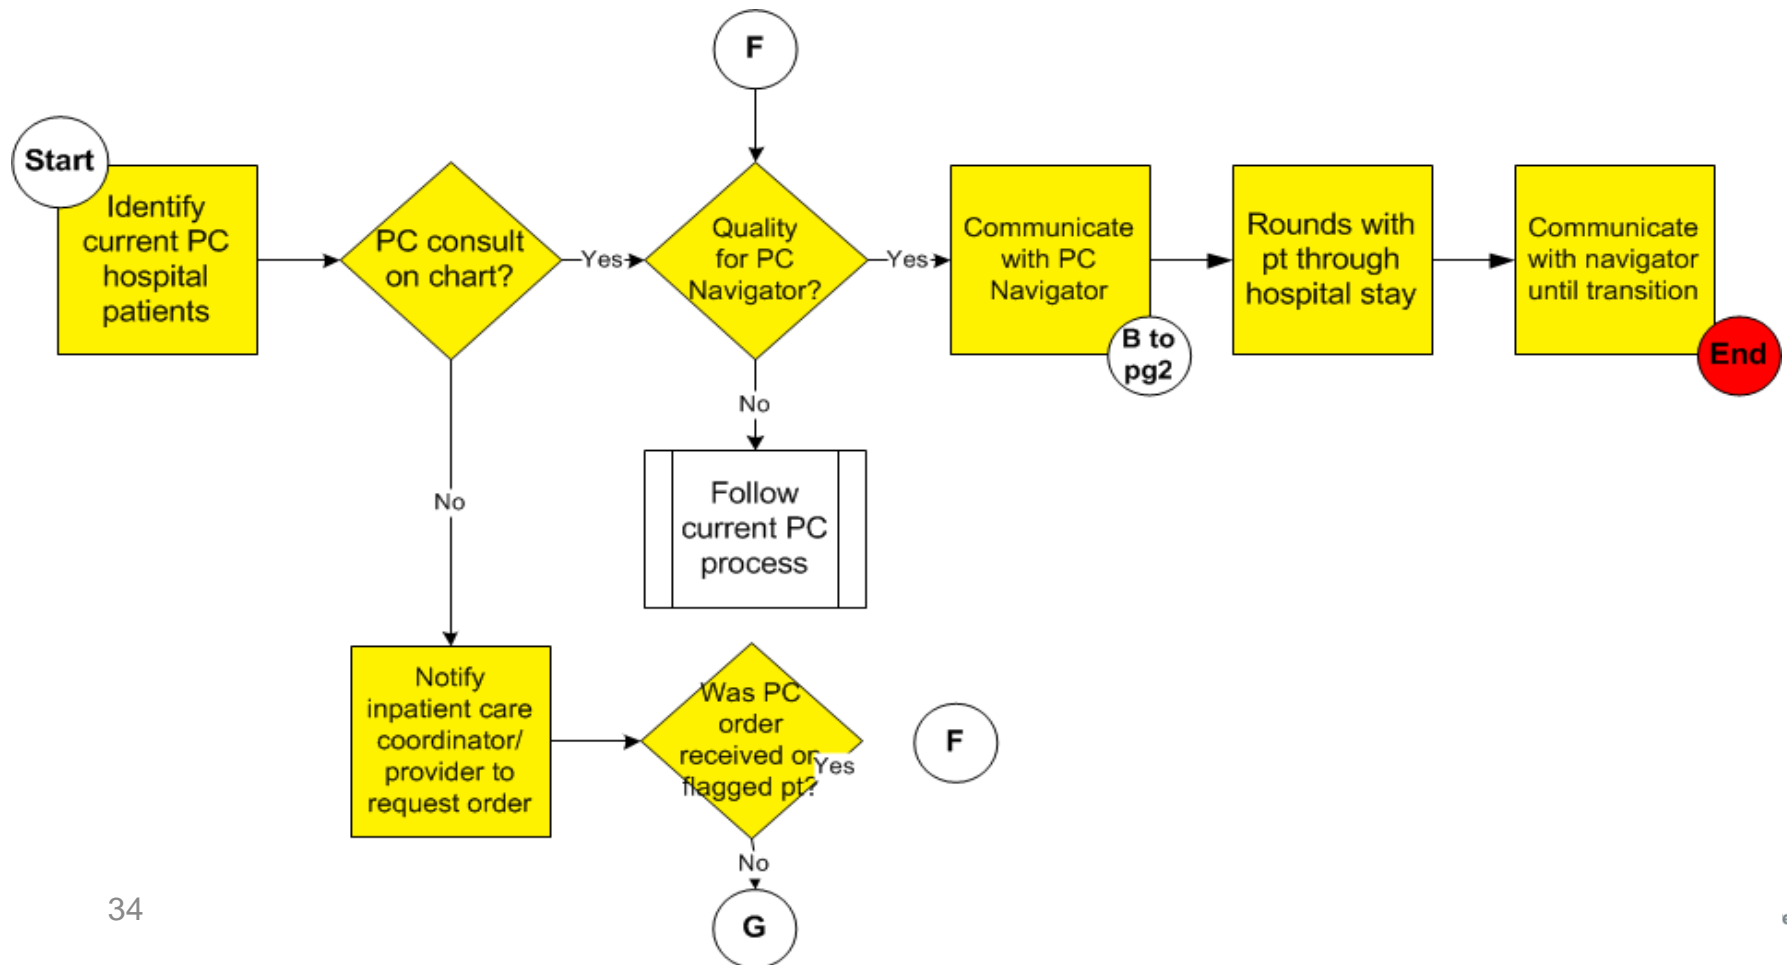 F
Start
Identify
current PC
hospital
patients
PC consult
on chart?
Yes
Quality
for PC
Navigator?
Yes
Communicate
with PC
Navigator
B to
pg2
Rounds with
pt through
hospital stay
Communicate
with navigator
until transition
End
No
No
Follow
current PC
process
Notify
inpatient care
coordinator/
provider to
request order
Was PC
order
received on
flagged pt?
Yes
F
No
G
34
e